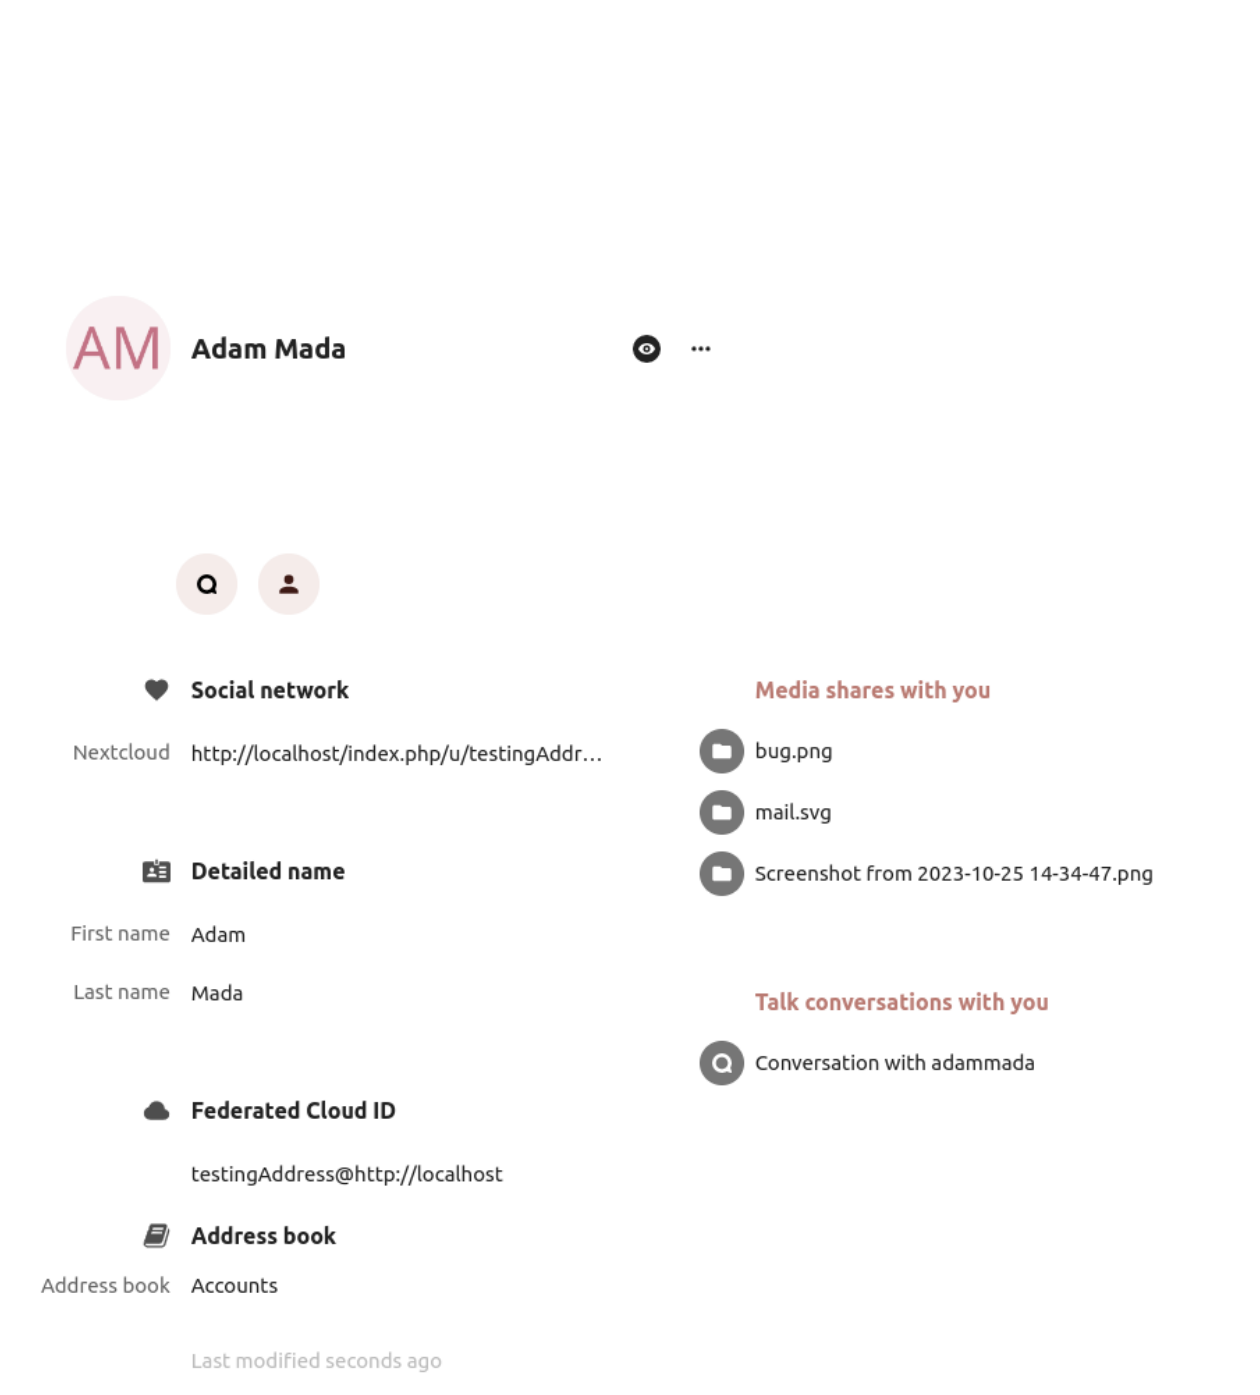 AM
Adam Mada
Social network
Nextcloud http://localhost/index.php/u/testingAddr...
Detailed name
First name Adam
Last name Mada
Federated Cloud ID
testingAddress@http://localhost
Address book
Address book Accounts
Last modified seconds ago
Media shares with you
bug.png
mail.svg
Screenshot from 2023-10-25 14-34-47.png
Talk conversations with you
Conversation with adammada